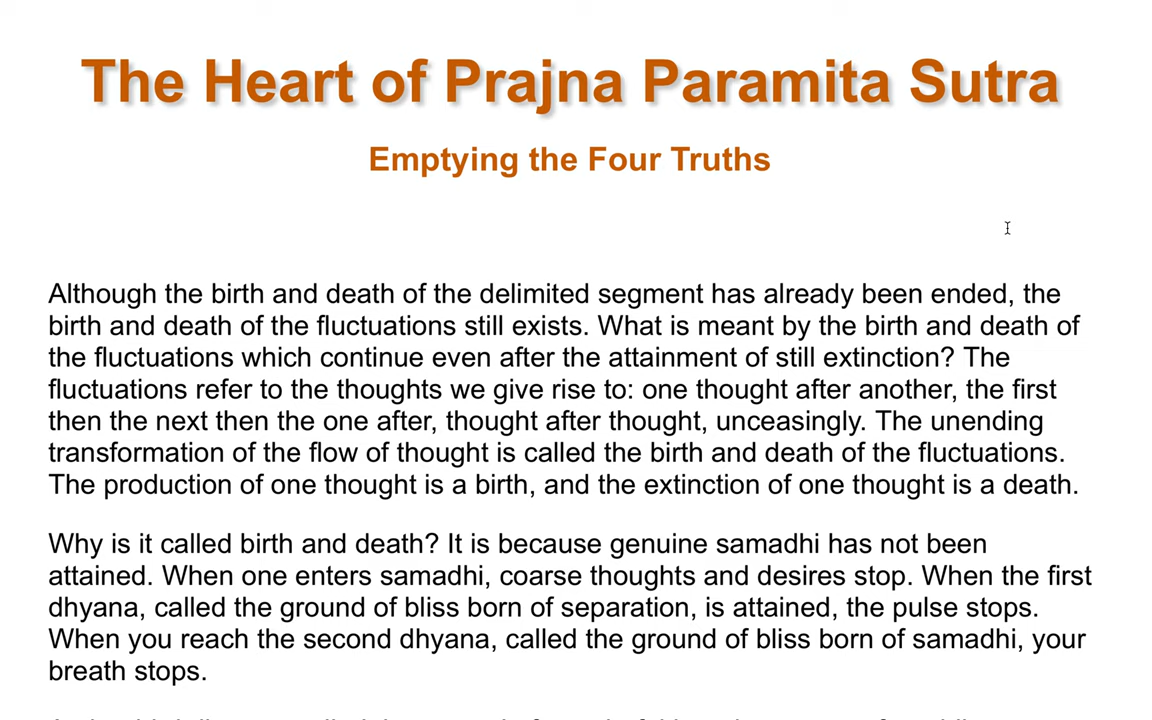 The Heart of Prajna Paramita Sutra
Emptying the Four Truths
Although the birth and death of the delimited segment has already been ended, the
birth and death of the fluctuations still exists. What is meant by the birth and death of
the fluctuations which continue even after the attainment of still extinction? The
fluctuations refer to the thoughts we give rise to: one thought after another, the first
then the next then the one after, thought after thought, unceasingly. The unending
transformation of the flow of thought is called the birth and death of the fluctuations.
The production of one thought is a birth, and the extinction of one thought is a death.
Why is it called birth and death? It is because genuine samadhi has not been
attained. When one enters samadhi, coarse thoughts and desires stop. When the first
dhyana, called the ground of bliss born of separation, is attained, the pulse stops.
When you reach the second dhyana, called the ground of bliss born of samadhi, your
breath stops.